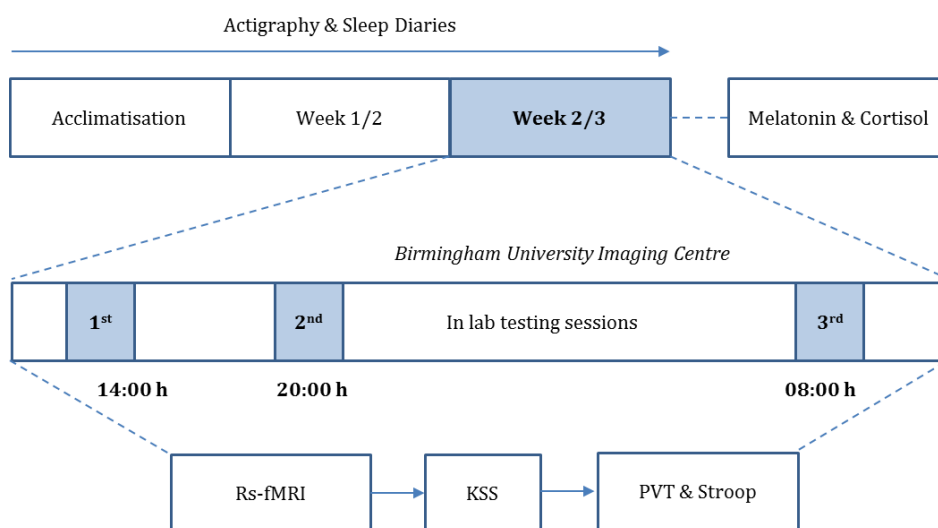 Actigraphy & Sleep Diaries
Acclimatisation
Week 1/2
Week 2/3
Melatonin & Cortisol
Birmingham University Imaging Centre
1st
2nd
In lab testing sessions
3rd
14:00 h
20:00 h
08:00 h
Rs-fMRI
KSS
PVT & Stroop